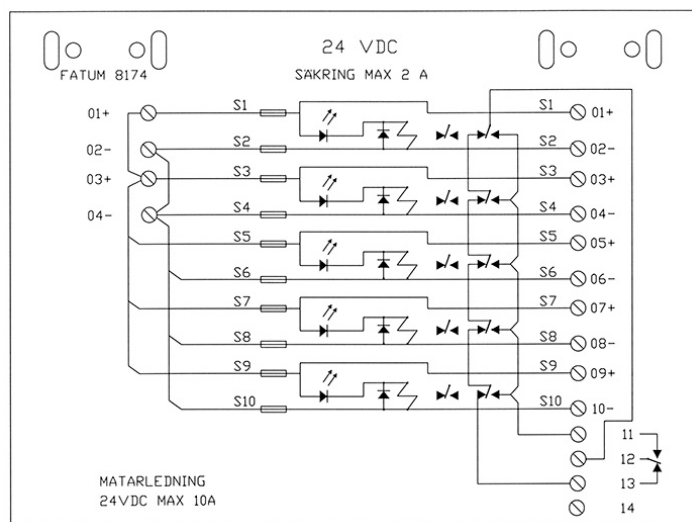 24 VDC
SÄKRING MAX 2 A
FATUM 8174
01+ S1 S1 01+
02- S2 S2 02-
03+ S3 S3 03+
04- S4 S4 04-
S5 S5 05+
S6 S6 06-
S7 S7 07+
S8 S8 08-
S9 S9 09+
S10 S10 10-
11
12
13
14
MATARLEDNING
24VDC MAX 10A